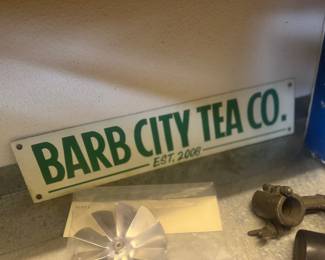 BARB CITY TEA CO.
EST. 2008